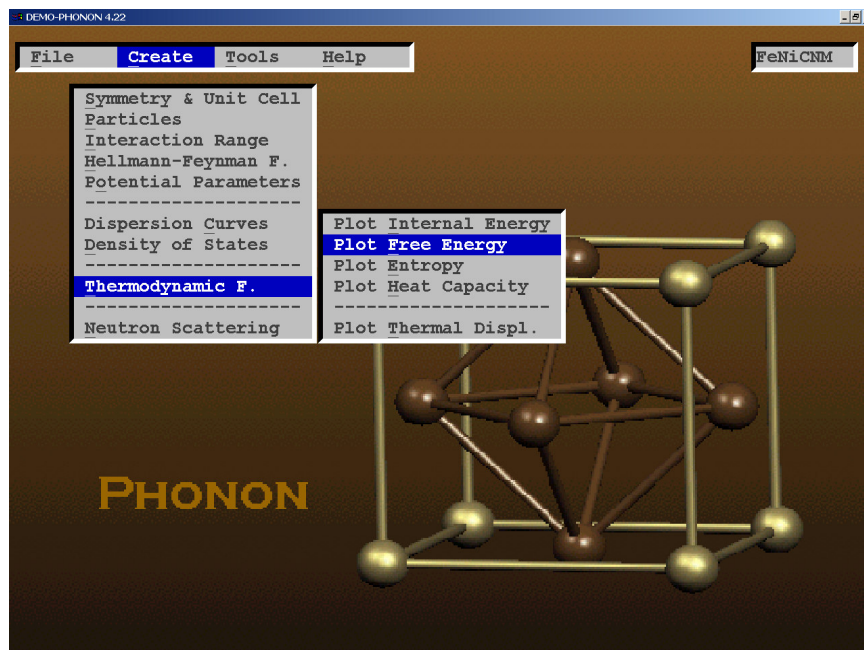 DEMO-PHONON 4.22
File Create Tools Help FeNiCNM
Symmetry & Unit Cell
Particles
Interaction Range
Hellmann-Feynman F.
Potential Parameters
--------------------
Dispersion Curves
Density of States
--------------------
Thermodynamic F.
--------------------
Neutron Scattering
Plot Internal Energy
Plot Free Energy
Plot Entropy
Plot Heat Capacity
--------------------
Plot Thermal Displ.
PHONON